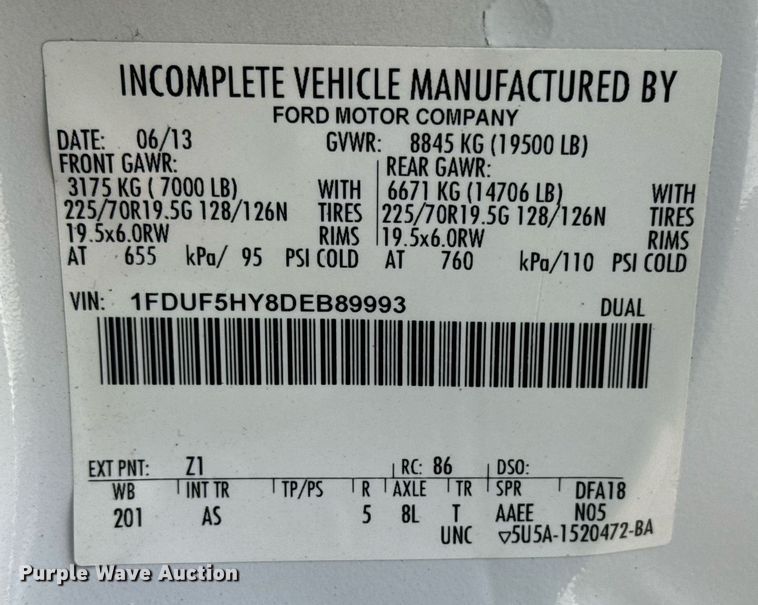 INCOMPLETE VEHICLE MANUFACTURED BY
FORD MOTOR COMPANY
DATE: 06/13 GVWR: 8845 KG (19500 LB)
FRONT GAWR: REAR GAWR:
3175 KG ( 7000 LB) WITH 6671 KG (14706 LB) WITH
225/70R19.5G 128/126N TIRES 225/70R19.5G 128/126N TIRES
19.5x6.0RW RIMS 19.5x6.0RW RIMS
AT 655 kPa/ 95 PSI COLD AT 760 kPa/110 PSI COLD
VIN: 1FDUF5HY8DEB89993 DUAL
EXT PNT: Z1 RC: 86 DSO:
WB INT TR TP/PS R AXLE TR SPR DFA18
201 AS 5 8L T AAEE N05
UNC ▽5U5A-1520472-BA
Purple Wave Auction